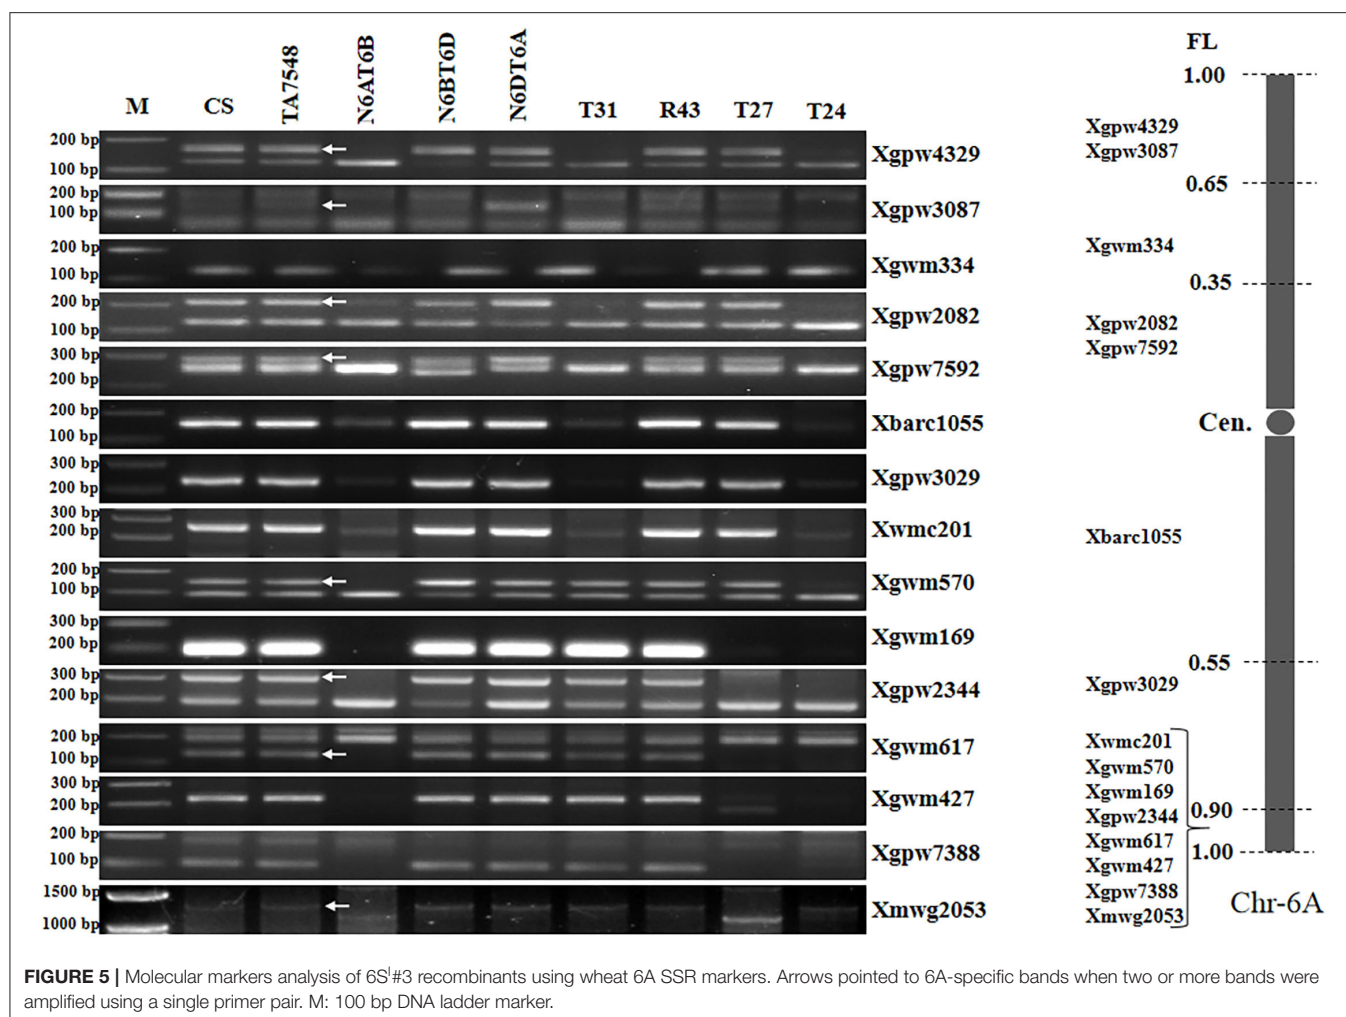 M CS TA7548 N6AT6B N6BT6D N6DT6A T31 R43 T27 T24
200 bp
100 bp
Xgpw4329
200 bp
100 bp
Xgpw3087
200 bp
100 bp
Xgwm334
200 bp
100 bp
Xgpw2082
300 bp
200 bp
Xgpw7592
200 bp
100 bp
Xbarc1055
300 bp
200 bp
Xgpw3029
300 bp
200 bp
Xwmc201
200 bp
100 bp
Xgwm570
300 bp
200 bp
Xgwm169
300 bp
200 bp
Xgpw2344
200 bp
100 bp
Xgwm617
300 bp
200 bp
Xgwm427
200 bp
100 bp
Xgpw7388
1500 bp
1000 bp
Xmwg2053
FL
1.00
Xgpw4329
Xgpw3087
0.65
Xgwm334
0.35
Xgpw2082
Xgpw7592
Cen.
Xbarc1055
0.55
Xgpw3029
Xwmc201
Xgwm570
Xgwm169
Xgpw2344
0.90
Xgwm617
1.00
Xgwm427
Xgpw7388
Xmwg2053
Chr-6A
FIGURE 5 | Molecular markers analysis of 6Sˡ#3 recombinants using wheat 6A SSR markers. Arrows pointed to 6A-specific bands when two or more bands were
amplified using a single primer pair. M: 100 bp DNA ladder marker.